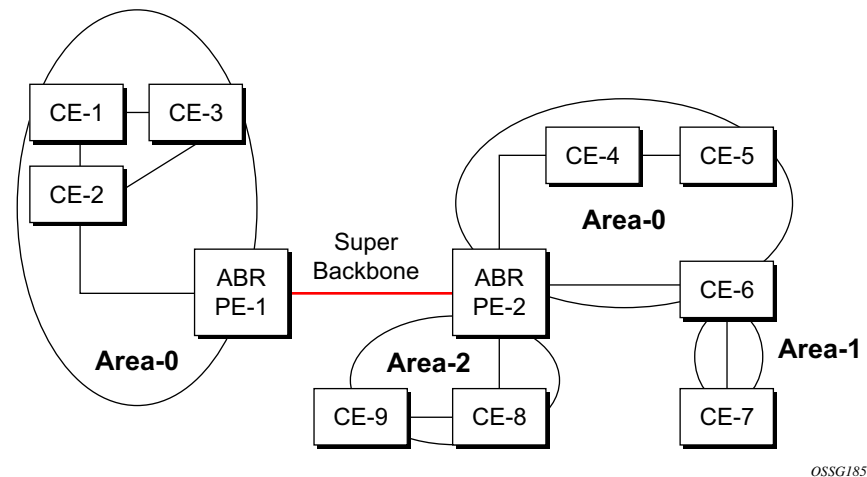 CE-1
CE-3
CE-2
ABR
PE-1
Area-0
Super
Backbone
ABR
PE-2
CE-4
CE-5
Area-0
CE-6
Area-1
CE-7
Area-2
CE-9
CE-8
OSSG185